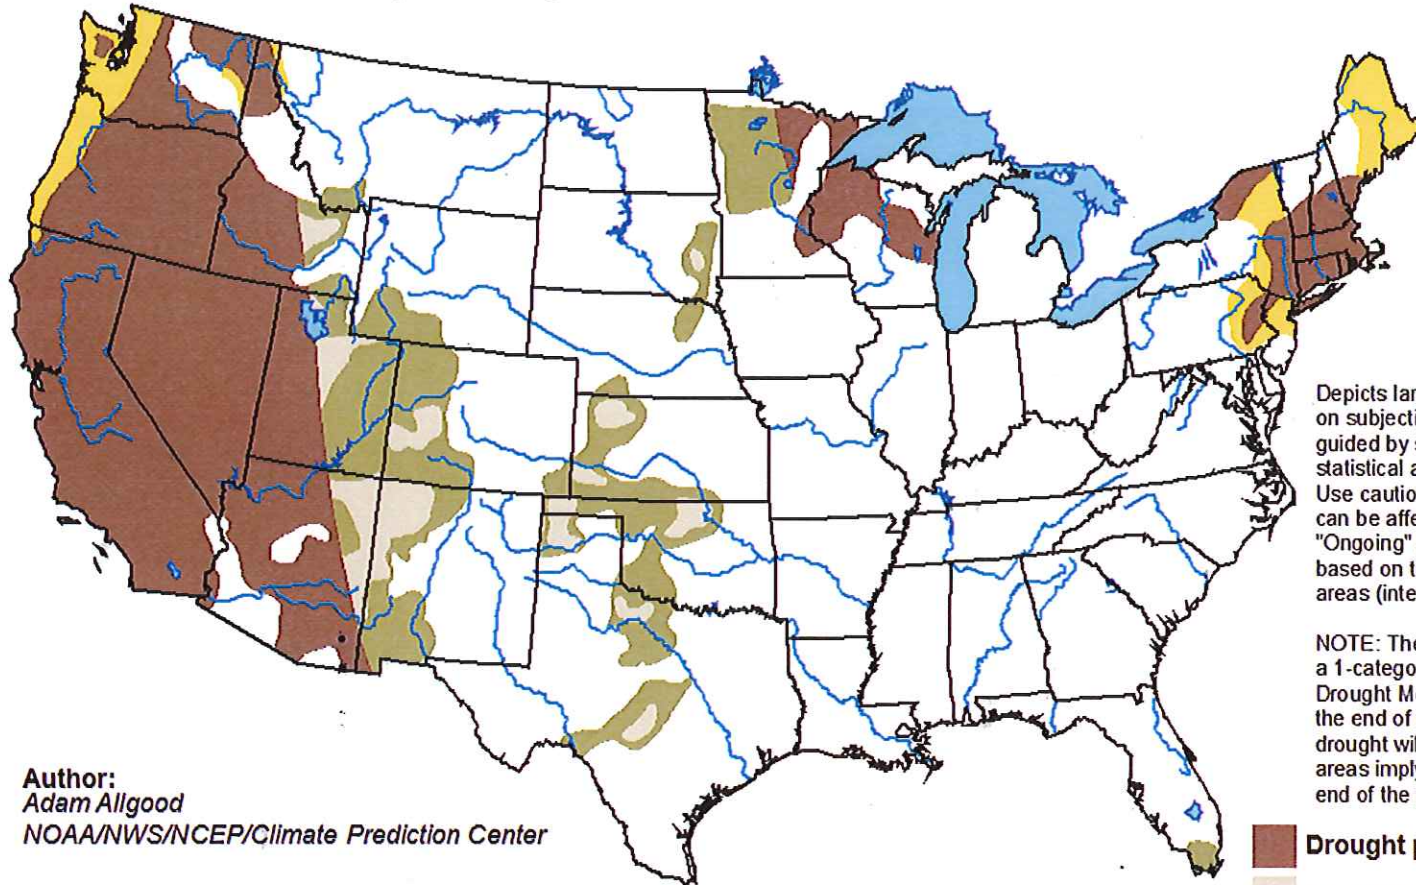 Depicts lar
on subjecti
guided by s
statistical a
Use cautio
can be affe
"Ongoing"
based on t
areas (inte
NOTE: The
a 1-catego
Drought M
the end of
drought wil
areas imply
end of the
Author:
Adam Allgood
NOAA/NWS/NCEP/Climate Prediction Center
Drought p